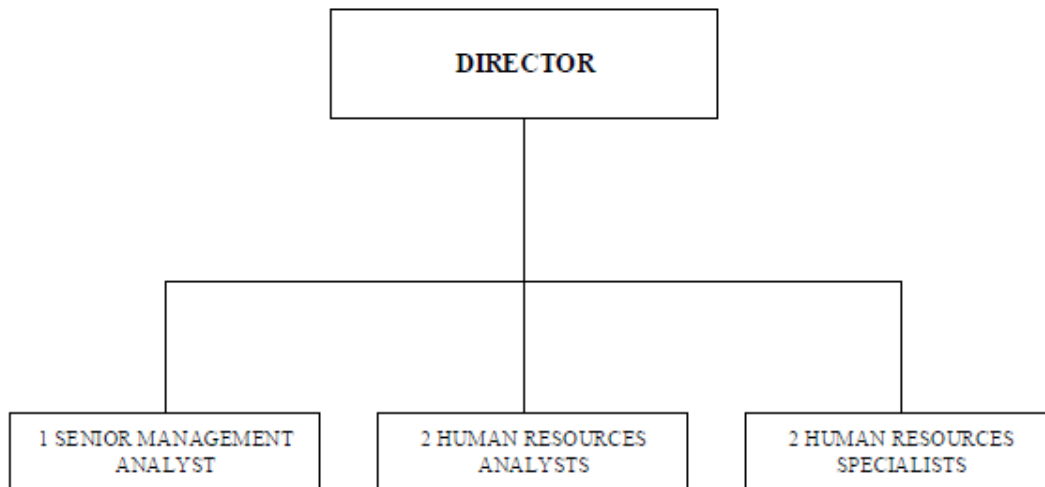 DIRECTOR
1 SENIOR MANAGEMENT
ANALYST
2 HUMAN RESOURCES
ANALYSTS
2 HUMAN RESOURCES
SPECIALISTS